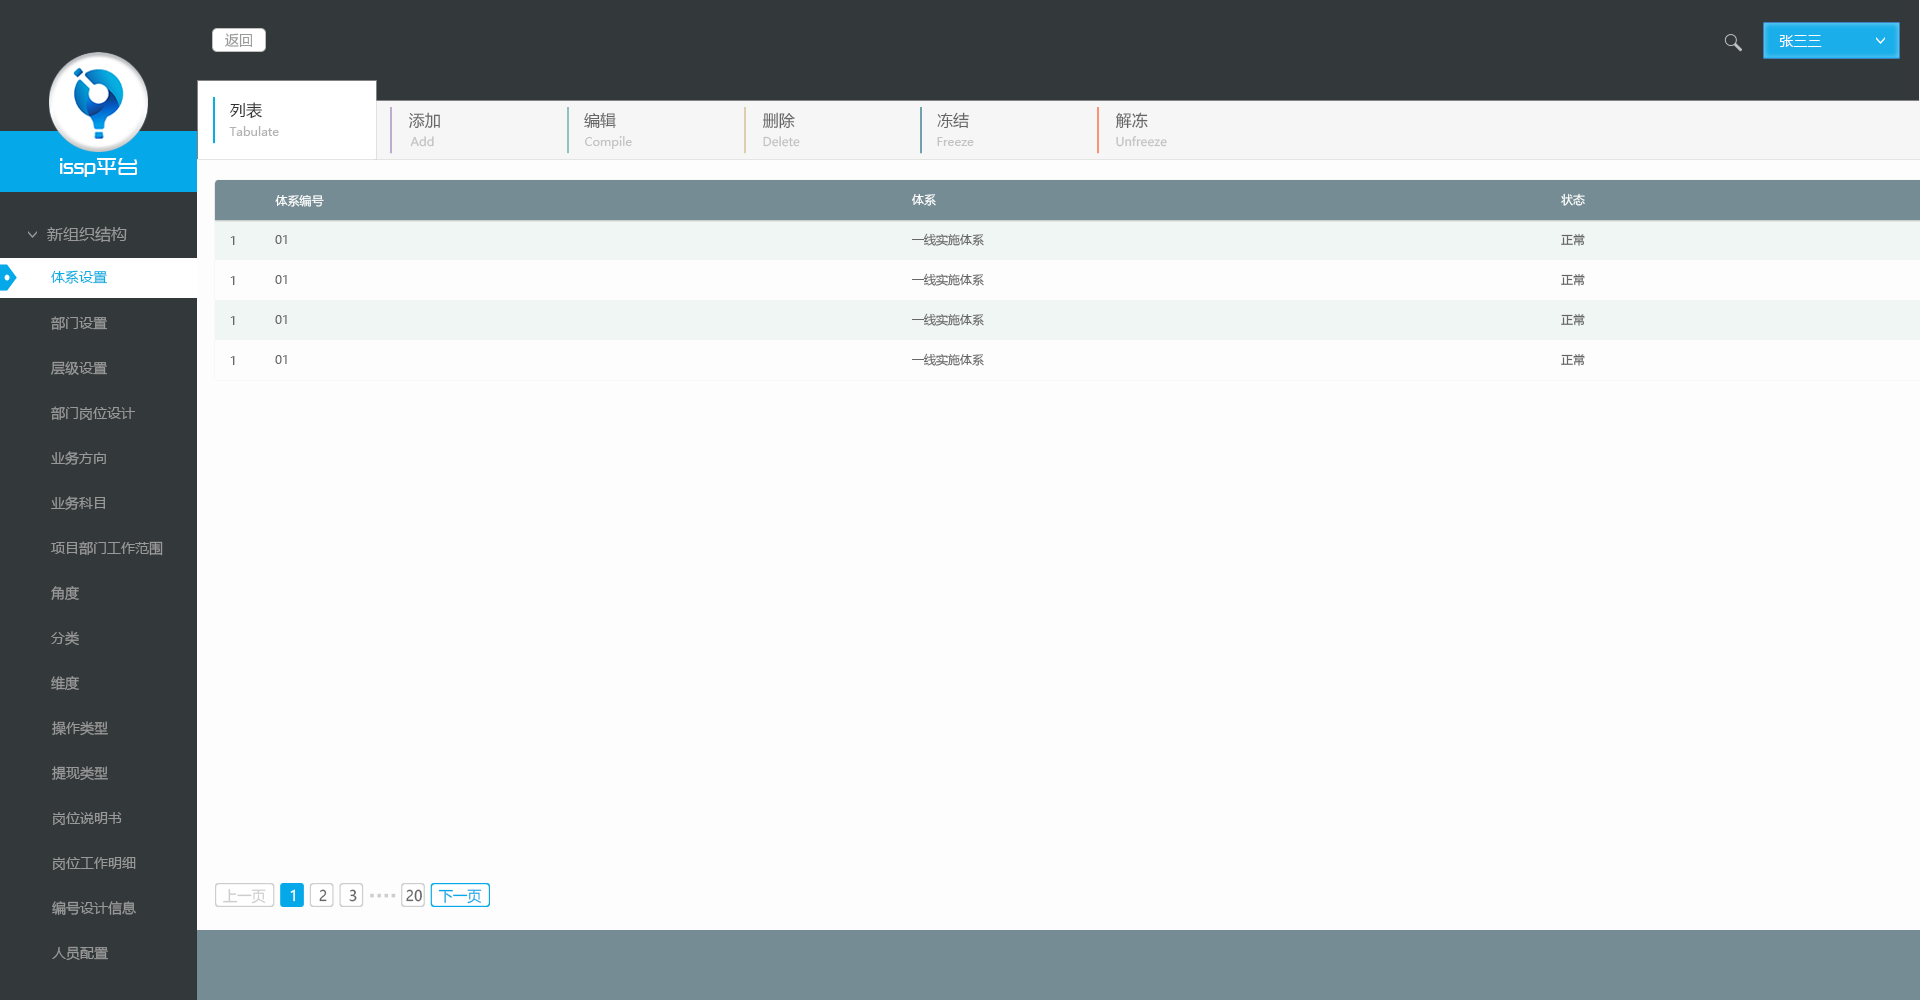 返回
张三三
issp平台
列表
Tabulate
添加
Add
编辑
Compile
删除
Delete
冻结
Freeze
解冻
Unfreeze
新组织结构
体系设置
部门设置
层级设置
部门岗位设计
业务方向
业务科目
项目部门工作范围
角度
分类
维度
操作类型
提现类型
岗位说明书
岗位工作明细
编号设计信息
人员配置
体系编号 体系 状态
1 01 一线实施体系 正常
1 01 一线实施体系 正常
1 01 一线实施体系 正常
1 01 一线实施体系 正常
上一页 1 2 3 •••• 20 下一页